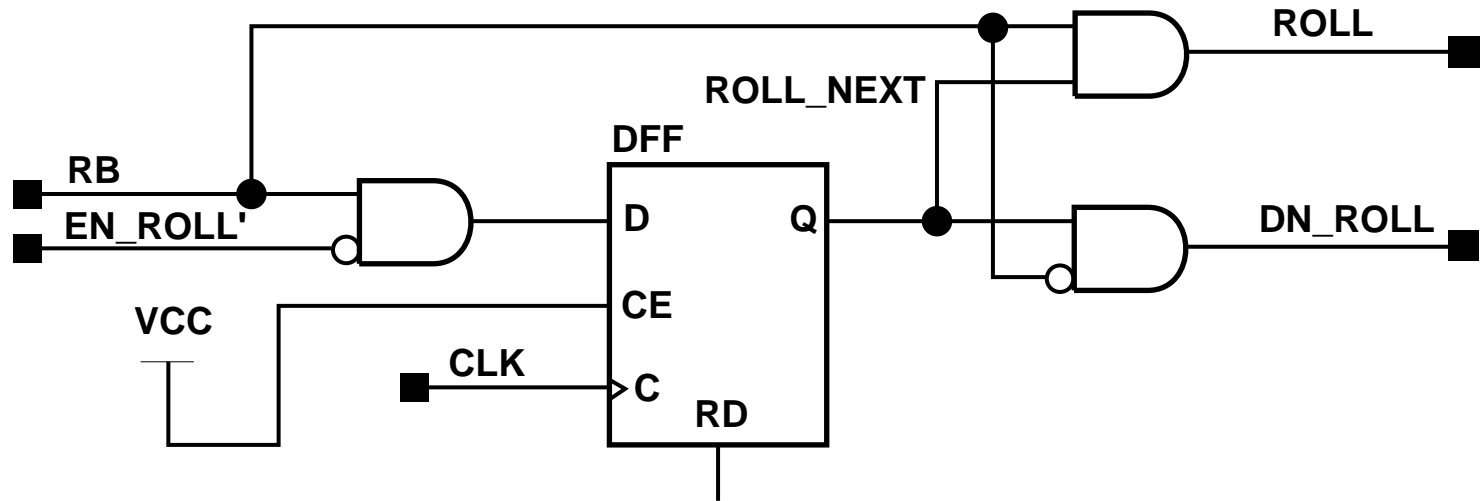 ROLL
ROLL_NEXT
DFF
RB
EN_ROLL'
D
Q
DN_ROLL
CE
VCC
CLK
C
RD